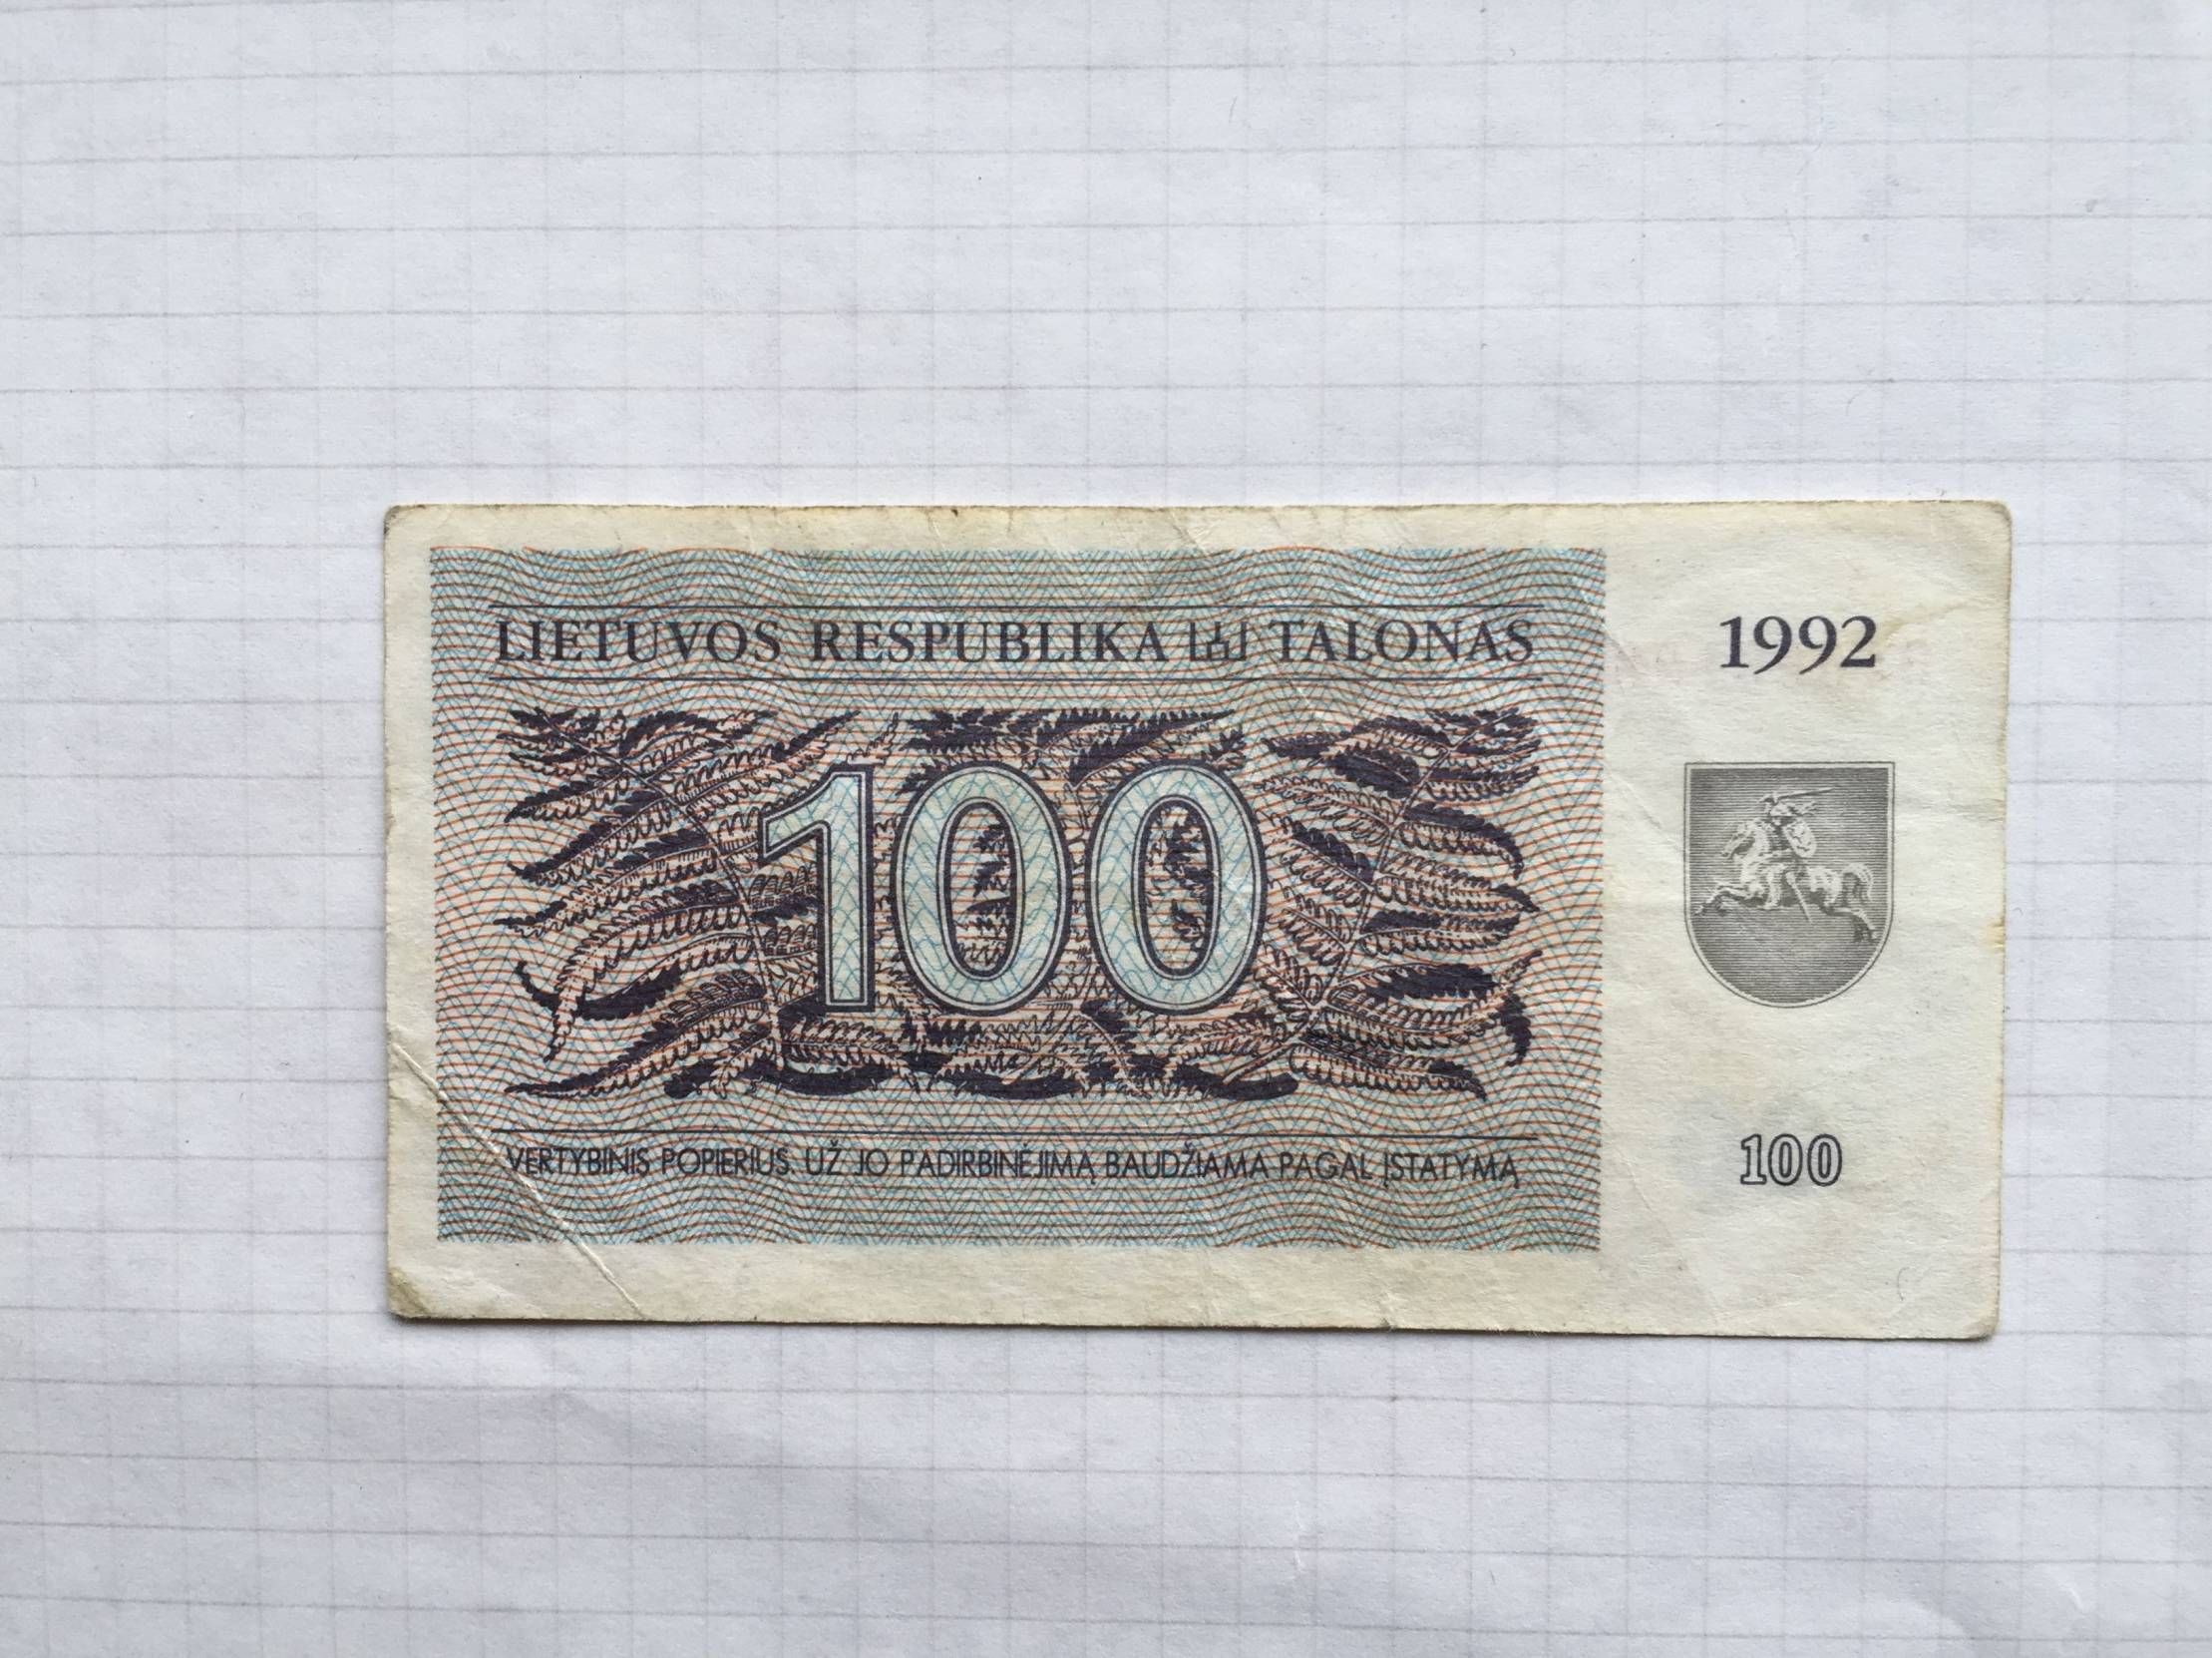 LIETUVOS RESPUBLIKA TALONAS
1992
100
100
VERTYBINIS POPIERIUS. UŽ JO PADIRBINĖJIMĄ BAUDŽIAMA PAGAL ĮSTATYMĄ